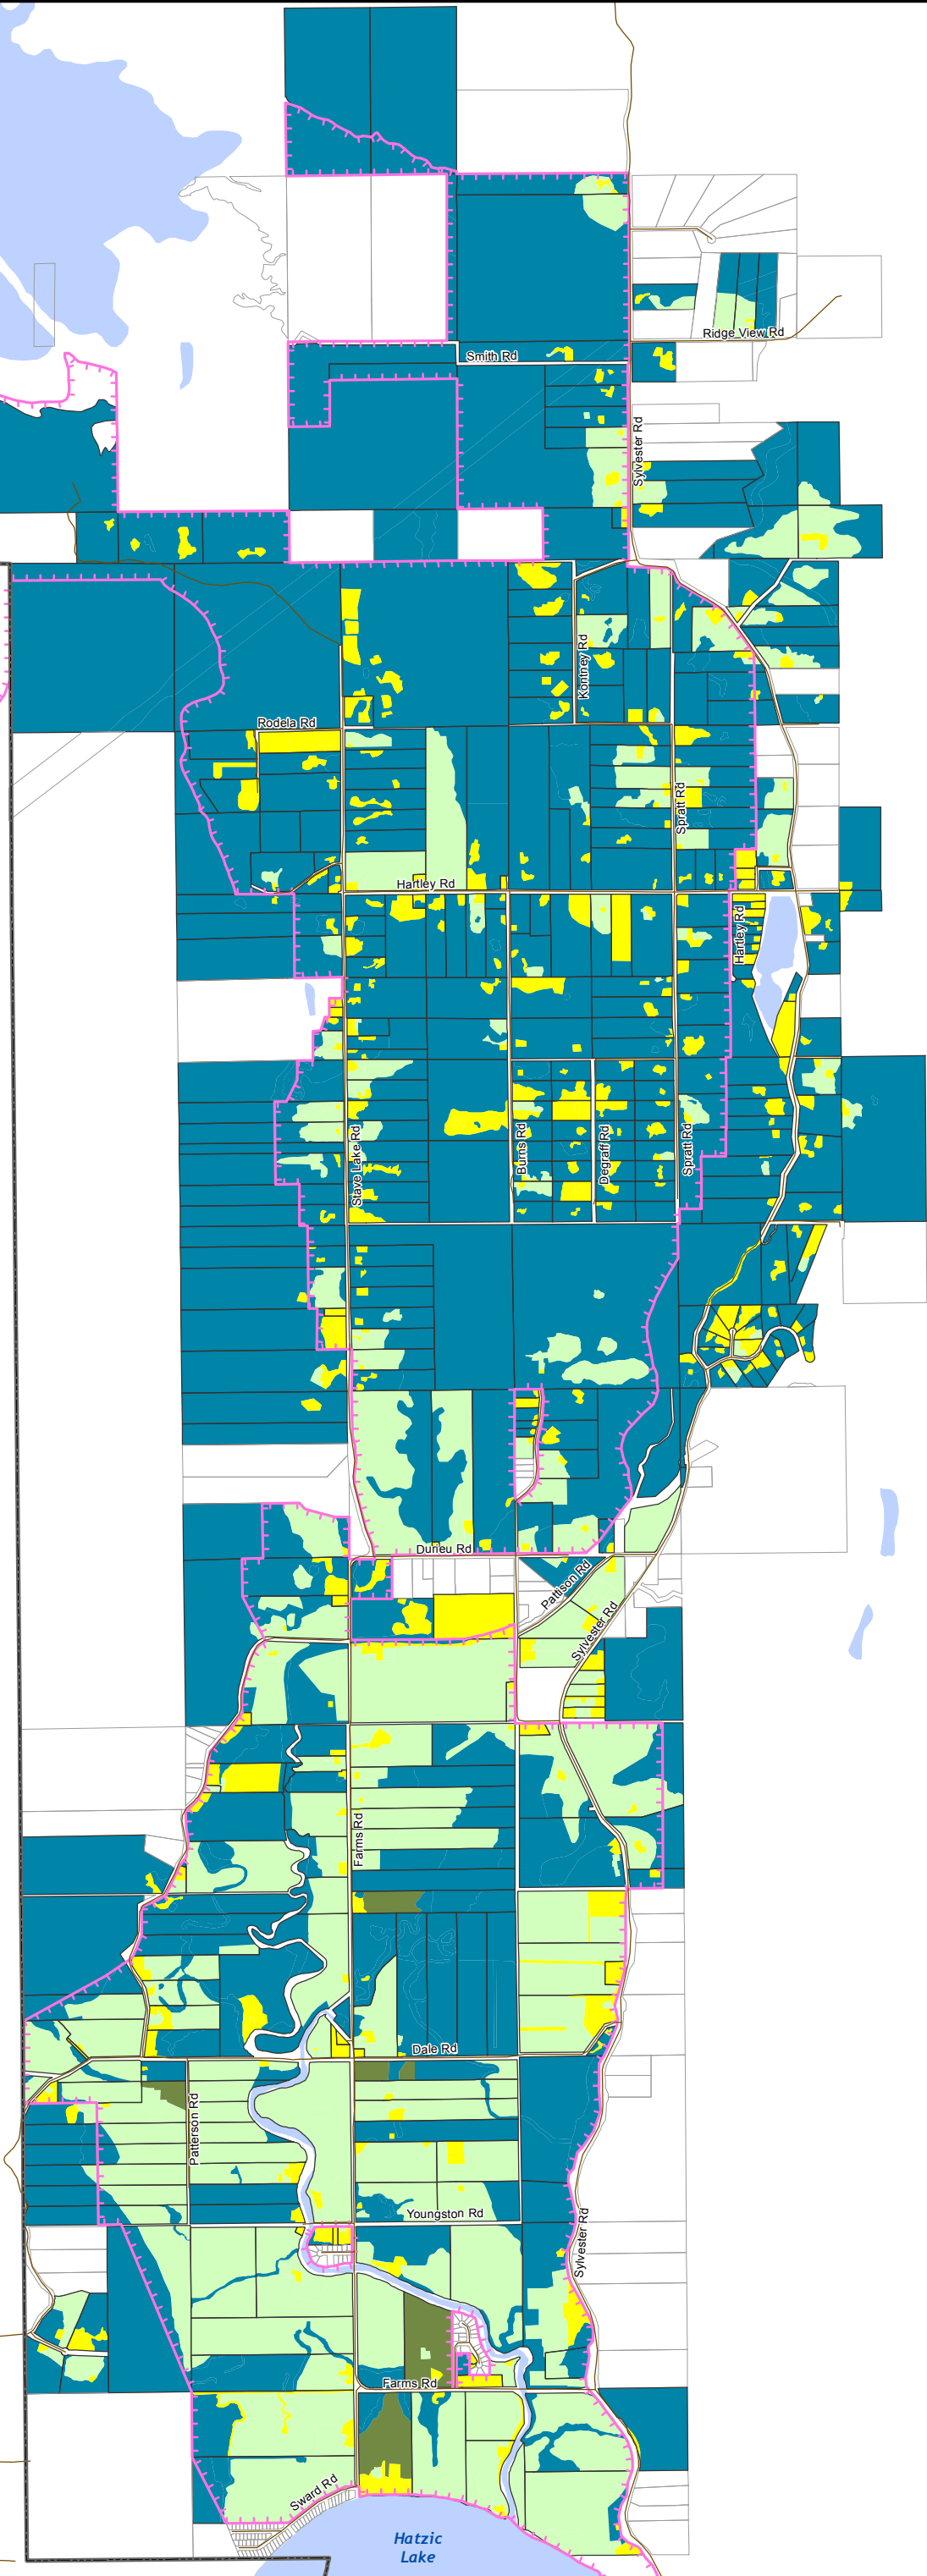 Ridge View Rd
Smith Rd
Sylvester Rd
Kontney Rd
Rodela Rd
Spratt Rd
Hartley Rd
Hartley Rd
Slave Lake Rd
Burns Rd
Degraff Rd
Spratt Rd
Durieu Rd
Pattison Rd
Sylvester Rd
Farms Rd
Dale Rd
Patterson Rd
Youngston Rd
Sylvester Rd
Farms Rd
Sward Rd
Hatzic
Lake